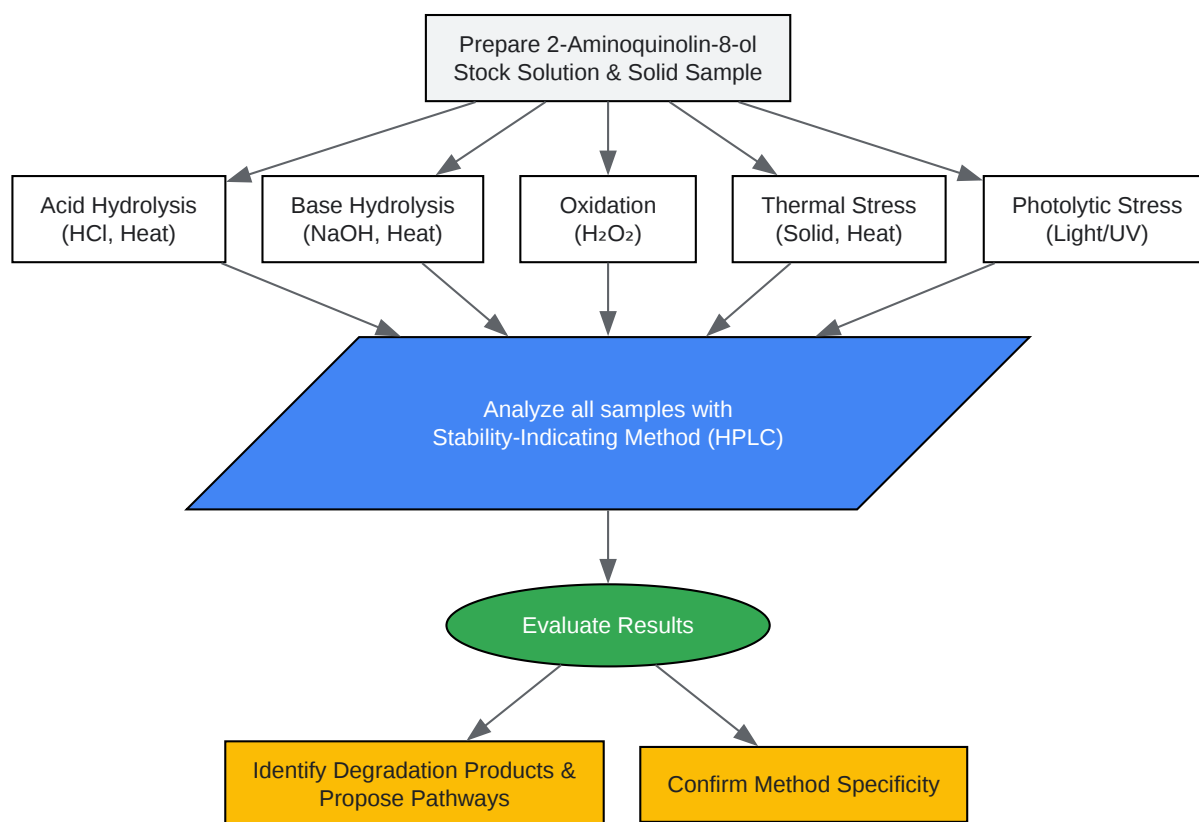 Prepare 2-Aminoquinolin-8-ol
Stock Solution & Solid Sample
Acid Hydrolysis
(HCl, Heat)
Base Hydrolysis
(NaOH, Heat)
Oxidation
(H₂O₂)
Thermal Stress
(Solid, Heat)
Photolytic Stress
(Light/UV)
Analyze all samples with
Stability-Indicating Method (HPLC)
Evaluate Results
Identify Degradation Products &
Propose Pathways
Confirm Method Specificity